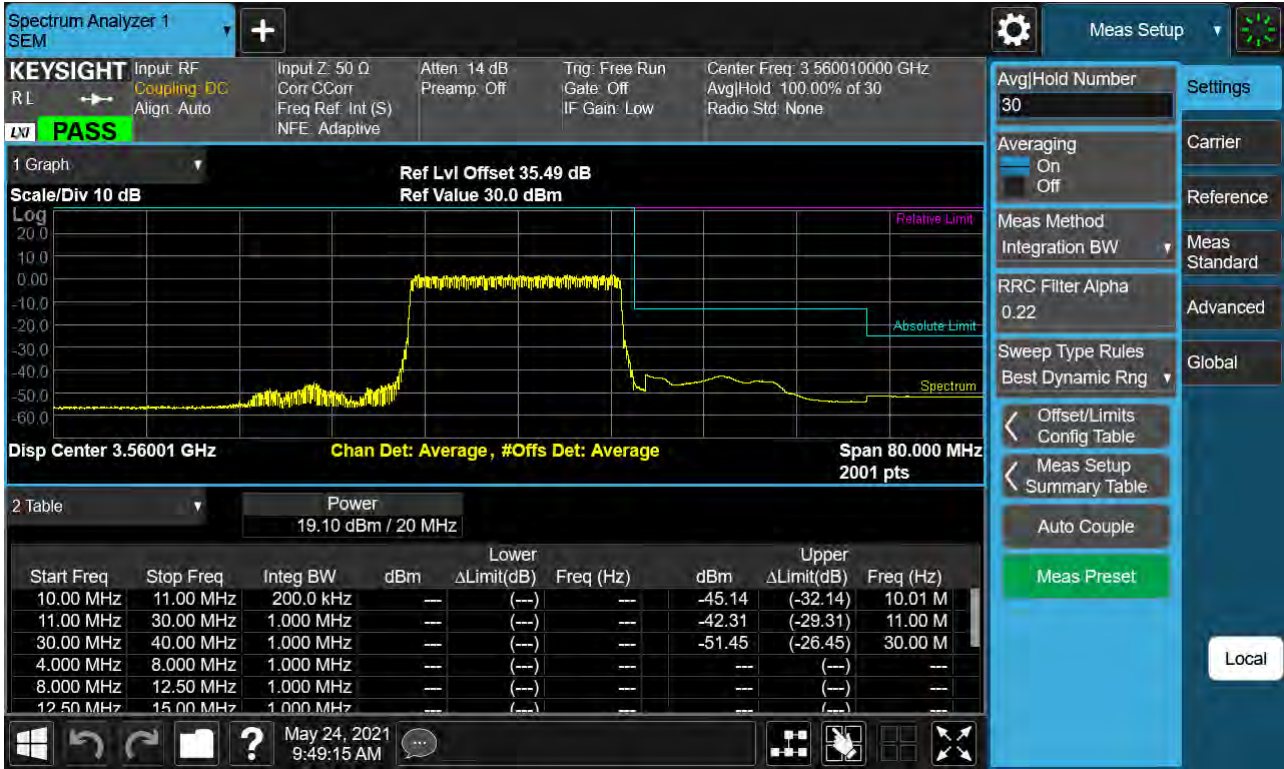 Spectrum Analyzer 1
SEM
+
Meas Setup
KEYSIGHT
R L
LXI
PASS
Input: RF
Coupling: DC
Align: Auto
Input Z: 50 Ω
Corr CCorr
Freq Ref: Int (S)
NFE: Adaptive
Atten: 14 dB
Preamp: Off
Trig: Free Run
Gate: Off
IF Gain: Low
Center Freq: 3.560010000 GHz
Avg|Hold: 100.00% of 30
Radio Std: None
1 Graph
Scale/Div 10 dB
Ref Lvl Offset 35.49 dB
Ref Value 30.0 dBm
Log
20.0
10.0
0.00
-10.0
-20.0
-30.0
-40.0
-50.0
-60.0
Relative Limit
Absolute Limit
Spectrum
Disp Center 3.56001 GHz
Chan Det: Average, #Offs Det: Average
Span 80.000 MHz
2001 pts
2 Table
Power
19.10 dBm / 20 MHz
Lower Upper
Start Freq Stop Freq Integ BW dBm ΔLimit(dB) Freq (Hz) dBm ΔLimit(dB) Freq (Hz)
10.00 MHz 11.00 MHz 200.0 kHz --- (---) --- -45.14 (-32.14) 10.01 M
11.00 MHz 30.00 MHz 1.000 MHz --- (---) --- -42.31 (-29.31) 11.00 M
30.00 MHz 40.00 MHz 1.000 MHz --- (---) --- -51.45 (-26.45) 30.00 M
4.000 MHz 8.000 MHz 1.000 MHz --- (---) --- --- (---) ---
8.000 MHz 12.50 MHz 1.000 MHz --- (---) --- --- (---) ---
12.50 MHz 15.00 MHz 1.000 MHz --- (---) --- --- (---) ---
?
May 24, 2021
9:49:15 AM
Avg|Hold Number
30
Averaging
On
Off
Meas Method
Integration BW
RRC Filter Alpha
0.22
Sweep Type Rules
Best Dynamic Rng
Offset/Limits
Config Table
Meas Setup
Summary Table
Auto Couple
Meas Preset
Settings
Carrier
Reference
Meas
Standard
Advanced
Global
Local